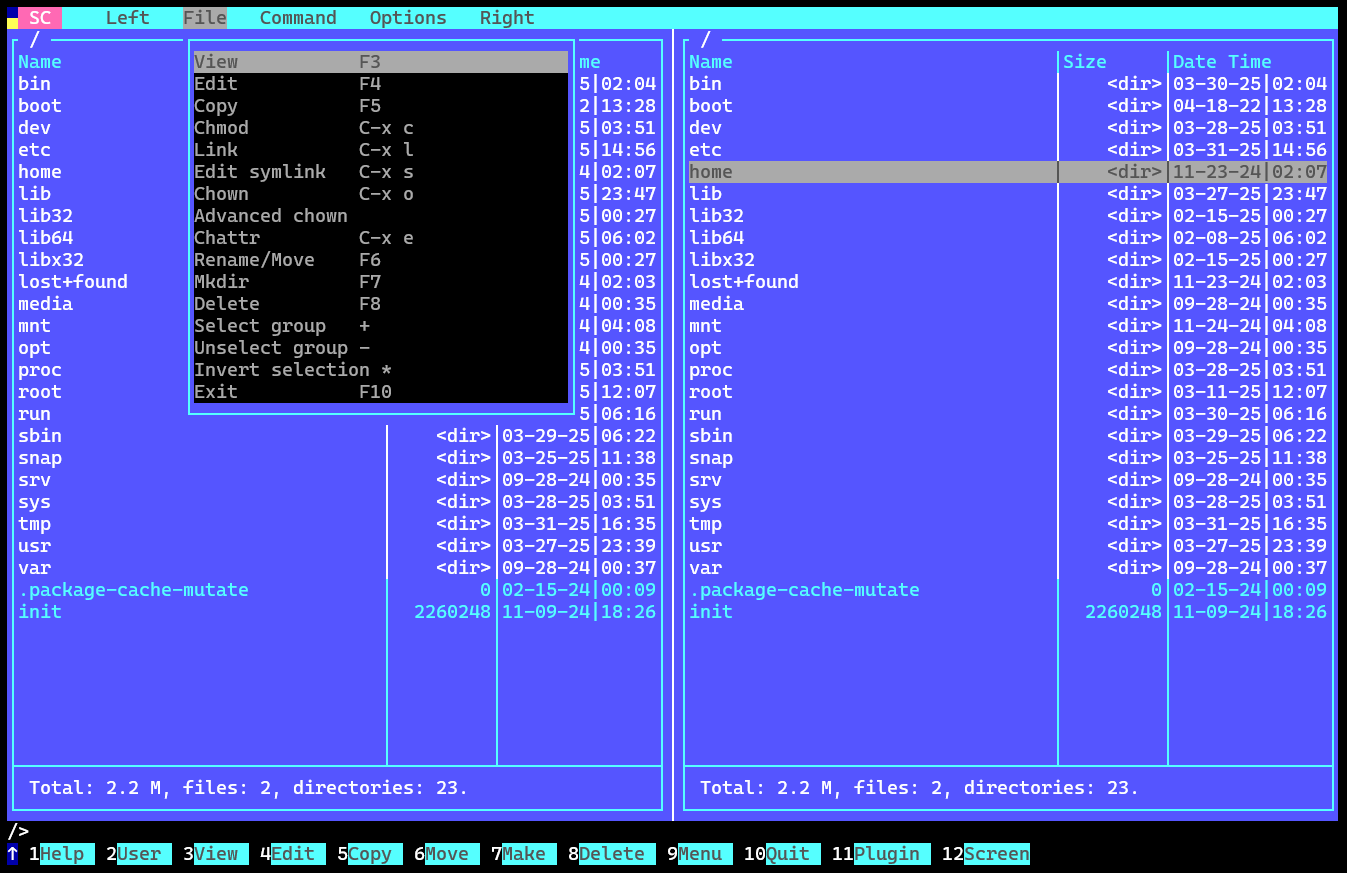 SC Left File Command Options Right
/ /
Name me Name Size Date Time
View F3
bin 5|02:04 bin <dir> 03-30-25|02:04
Edit F4
boot 2|13:28 boot <dir> 04-18-22|13:28
Copy F5
dev 5|03:51 dev <dir> 03-28-25|03:51
Chmod C-x c
etc 5|14:56 etc <dir> 03-31-25|14:56
Link C-x l
home 4|02:07 home <dir> 11-23-24|02:07
Edit symlink C-x s
lib 5|23:47 lib <dir> 03-27-25|23:47
Chown C-x o
lib32 5|00:27 lib32 <dir> 02-15-25|00:27
Advanced chown
lib64 5|06:02 lib64 <dir> 02-08-25|06:02
Chattr C-x e
libx32 5|00:27 libx32 <dir> 02-15-25|00:27
Rename/Move F6
lost+found 4|02:03 lost+found <dir> 11-23-24|02:03
Mkdir F7
media 4|00:35 media <dir> 09-28-24|00:35
Delete F8
mnt 4|04:08 mnt <dir> 11-24-24|04:08
Select group +
opt 4|00:35 opt <dir> 09-28-24|00:35
Unselect group -
proc 5|03:51 proc <dir> 03-28-25|03:51
Invert selection *
root 5|12:07 root <dir> 03-11-25|12:07
Exit F10
run 5|06:16 run <dir> 03-30-25|06:16
sbin <dir> 03-29-25|06:22 sbin <dir> 03-29-25|06:22
snap <dir> 03-25-25|11:38 snap <dir> 03-25-25|11:38
srv <dir> 09-28-24|00:35 srv <dir> 09-28-24|00:35
sys <dir> 03-28-25|03:51 sys <dir> 03-28-25|03:51
tmp <dir> 03-31-25|16:35 tmp <dir> 03-31-25|16:35
usr <dir> 03-27-25|23:39 usr <dir> 03-27-25|23:39
var <dir> 09-28-24|00:37 var <dir> 09-28-24|00:37
.package-cache-mutate 0 02-15-24|00:09 .package-cache-mutate 0 02-15-24|00:09
init 2260248 11-09-24|18:26 init 2260248 11-09-24|18:26
Total: 2.2 M, files: 2, directories: 23. Total: 2.2 M, files: 2, directories: 23.
/>
↑ 1Help 2User 3View 4Edit 5Copy 6Move 7Make 8Delete 9Menu 10Quit 11Plugin 12Screen